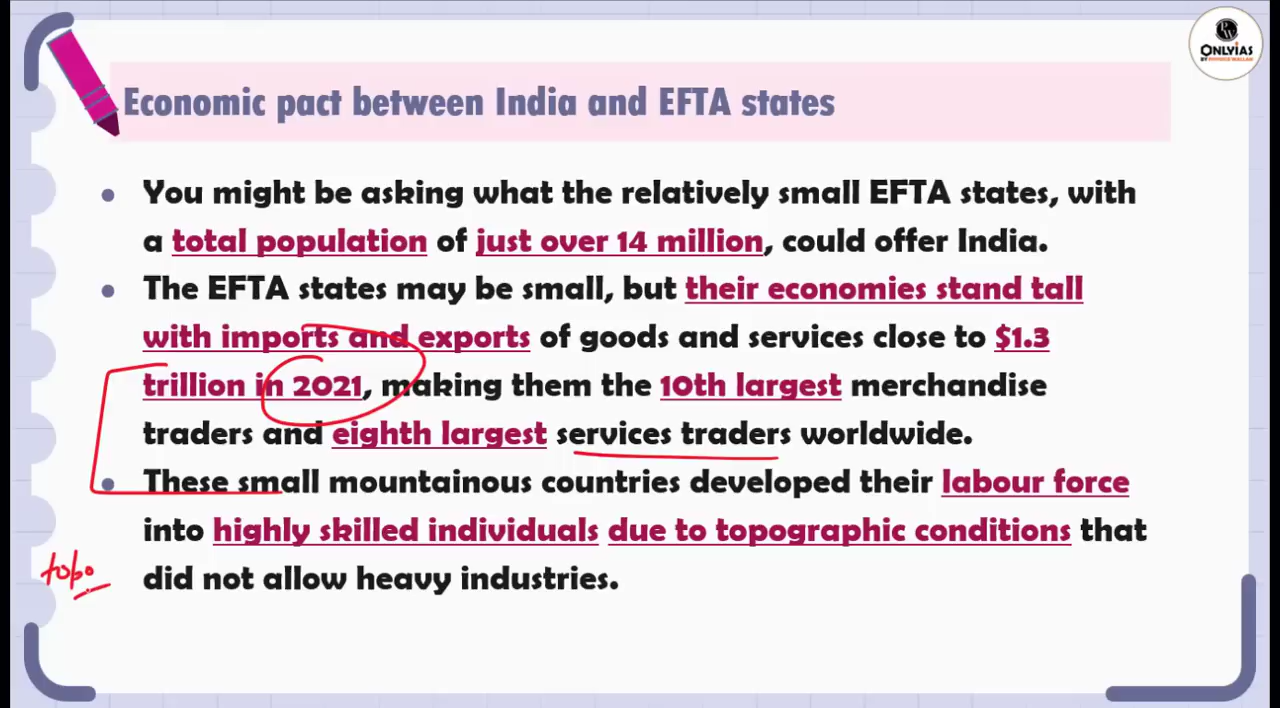 PW
ONLYIAS
BY PHYSICS WALLAH
Economic pact between India and EFTA states
• You might be asking what the relatively small EFTA states, with
a total population of just over 14 million, could offer India.
• The EFTA states may be small, but their economies stand tall
with imports and exports of goods and services close to $1.3
trillion in 2021, making them the 10th largest merchandise
traders and eighth largest services traders worldwide.
• These small mountainous countries developed their labour force
into highly skilled individuals due to topographic conditions that
topo
did not allow heavy industries.